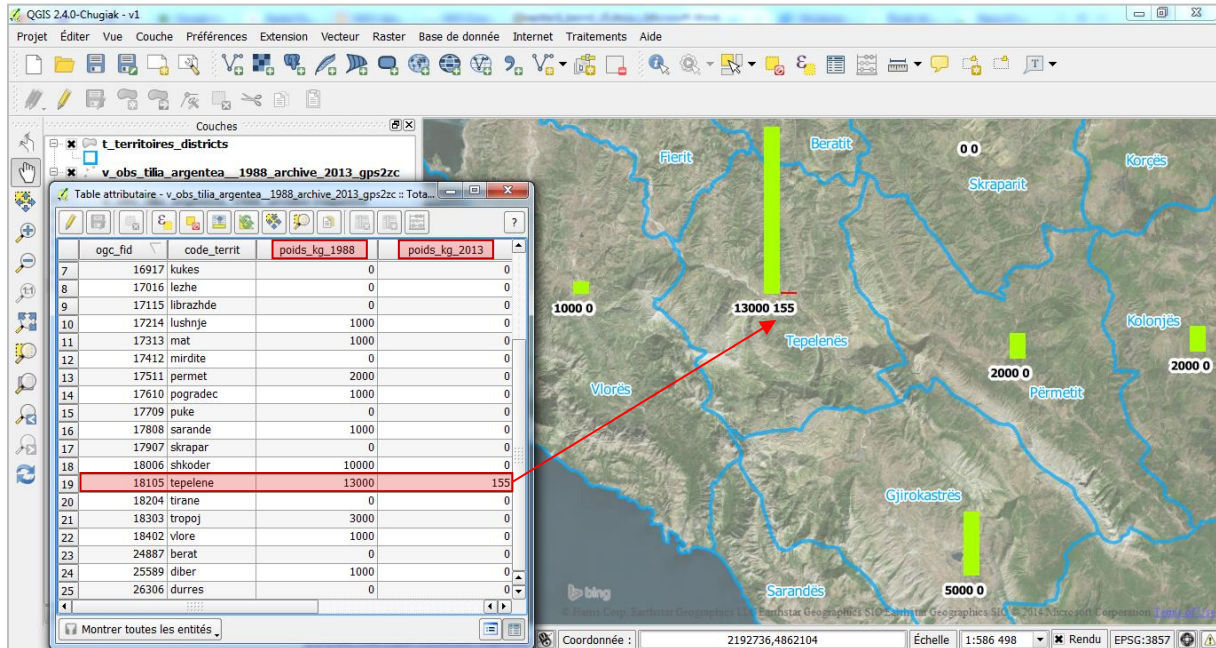 QGIS 2.4.0-Chugiak - v1
Projet Éditer Vue Couche Préférences Extension Vecteur Raster Base de donnée Internet Traitements Aide
Couches
t_territoires_districts
v_obs_tilia_argentea__1988_archive_2013_gps2zc
Table attributaire - v_obs_tilia_argentea__1988_archive_2013_gps2zc :: Tota...
?
ogc_fid code_territ poids_kg_1988 poids_kg_2013
7 16917 kukes 0 0
8 17016 lezhe 0 0
9 17115 librazhde 0 0
10 17214 lushnje 1000 0
11 17313 mat 1000 0
12 17412 mirdite 0 0
13 17511 permet 2000 0
14 17610 pogradec 1000 0
15 17709 puke 0 0
16 17808 sarande 1000 0
17 17907 skrapar 0 0
18 18006 shkoder 10000 0
19 18105 tepelene 13000 155
20 18204 tirane 0 0
21 18303 tropoj 3000 0
22 18402 vlore 1000 0
23 24887 berat 0 0
24 25589 diber 1000 0
25 26306 durres 0 0
Montrer toutes les entités
Fierit
Beratit
0 0
Skraparit
Korçës
1000 0
13000 155
Tepelenës
Kolonjës
2000 0
2000 0
Vlorës
Përmetit
Gjirokastrës
5000 0
Sarandës
bing
Coordonnée : 2192736,4862104 Échelle 1:586 498 Rendu EPSG:3857